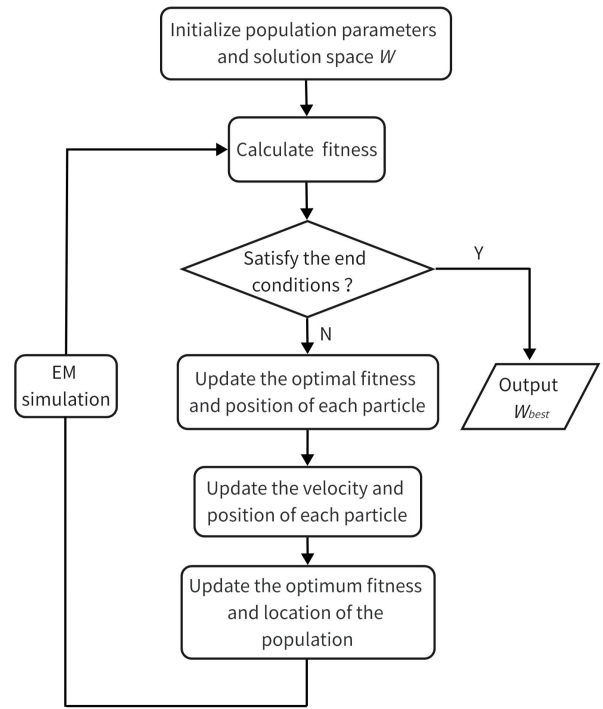 Initialize population parameters
and solution space W
Calculate fitness
Satisfy the end
conditions ?
Y
N
EM
simulation
Update the optimal fitness
and position of each particle
Output
Wbest
Update the velocity and
position of each particle
Update the optimum fitness
and location of the
population